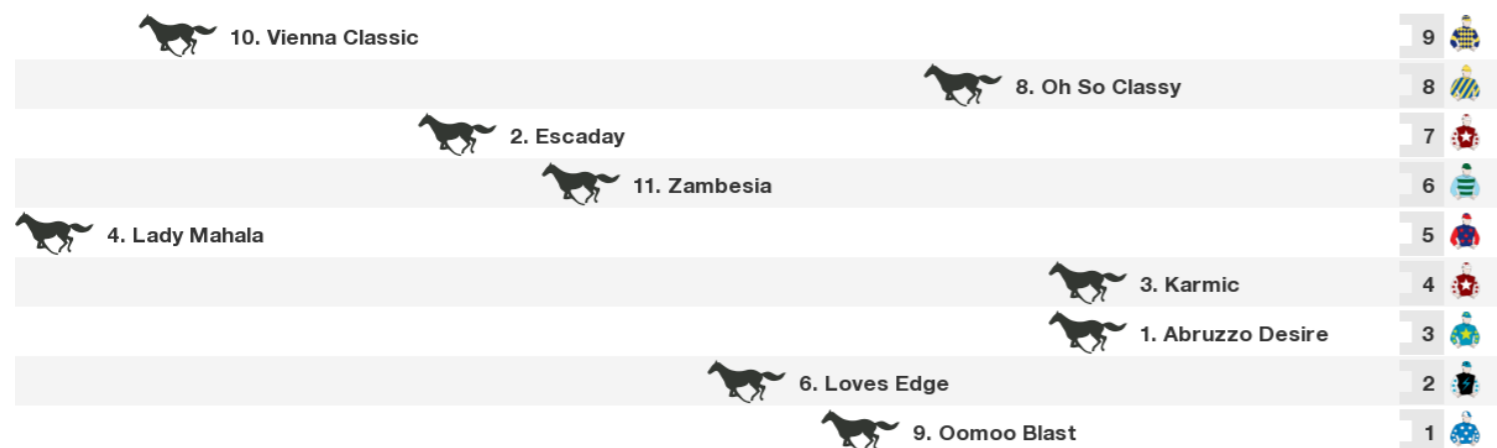 10. Vienna Classic 9
8. Oh So Classy 8
2. Escaday 7
11. Zambesia 6
4. Lady Mahala 5
3. Karmic 4
1. Abruzzo Desire 3
6. Loves Edge 2
9. Oomoo Blast 1